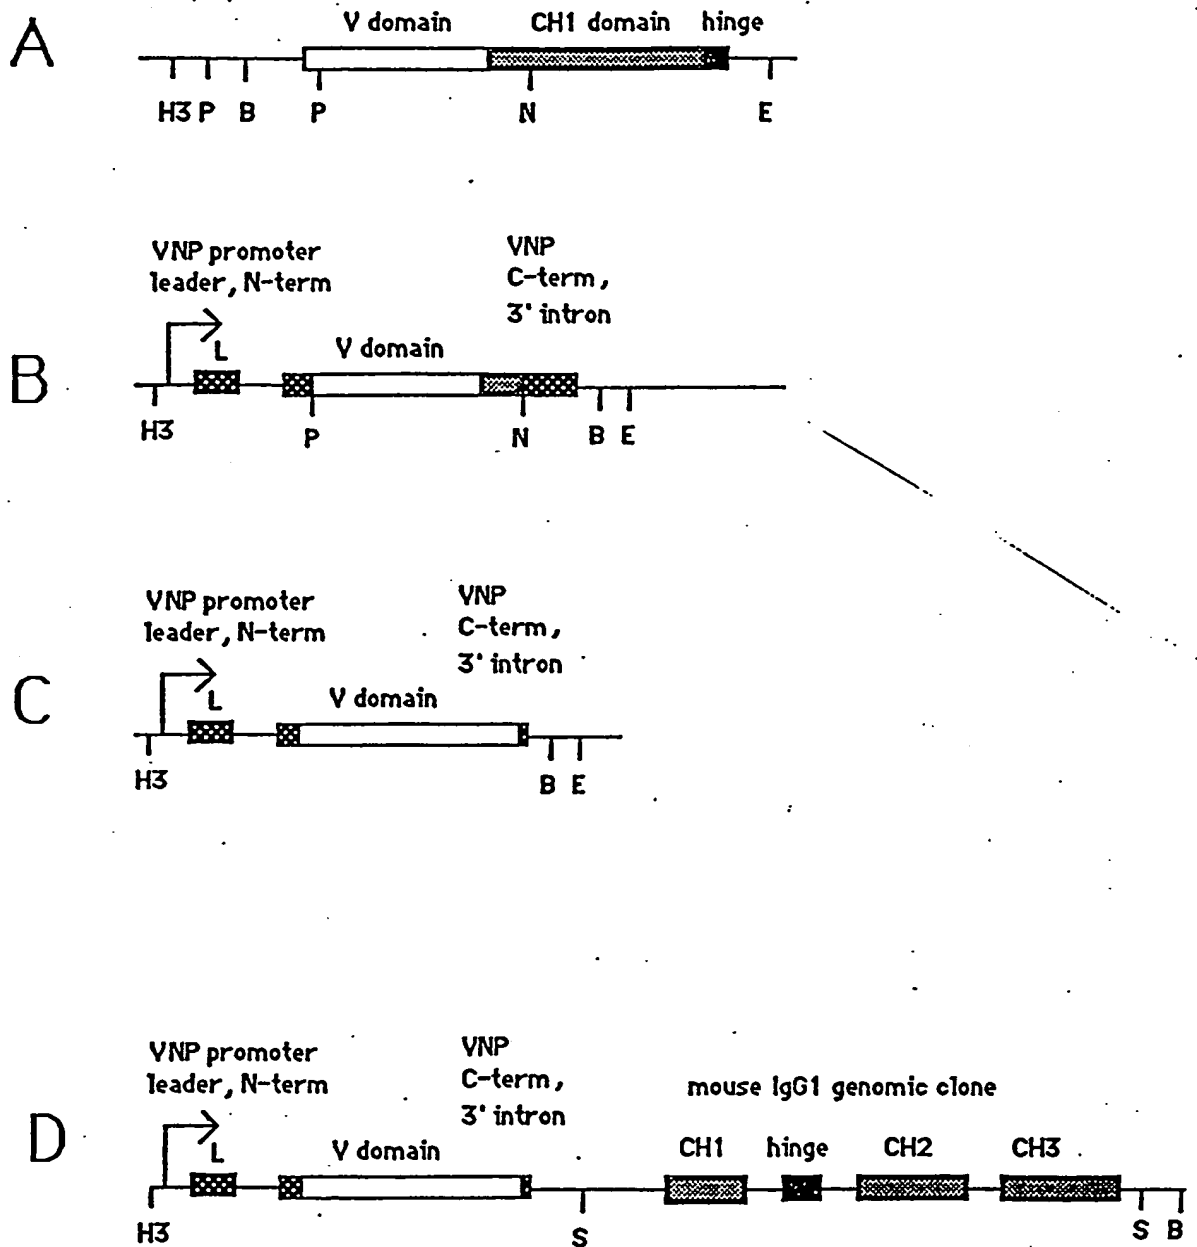 A
V domain CH1 domain hinge
H3 P B P N E
B
VNP promoter
leader, N-term
VNP
C-term,
3' intron
L
V domain
H3 P N B E
C
VNP promoter
leader, N-term
VNP
C-term,
3' intron
L
V domain
H3 B E
D
VNP promoter
leader, N-term
VNP
C-term,
3' intron
mouse IgG1 genomic clone
L
V domain
CH1 hinge CH2 CH3
H3 S S B